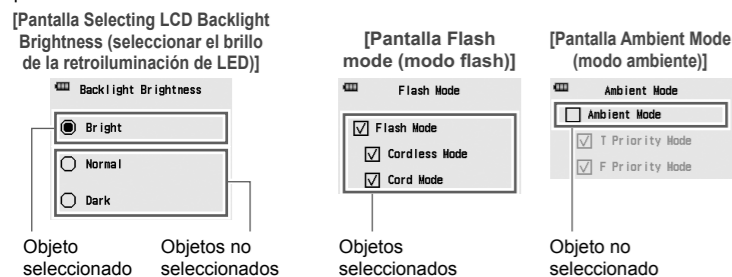 [Pantalla Selecting LCD Backlight
Brightness (seleccionar el brillo
de la retroiluminación de LED)]
Backlight Brightness
Bright
Normal
Dark
Objeto
seleccionado
Objetos no
seleccionados
[Pantalla Flash
mode (modo flash)]
Flash Mode
Flash Mode
Cordless Mode
Cord Mode
Objetos
seleccionados
[Pantalla Ambient Mode
(modo ambiente)]
Ambient Mode
Ambient Mode
T Priority Mode
F Priority Mode
Objeto no
seleccionado